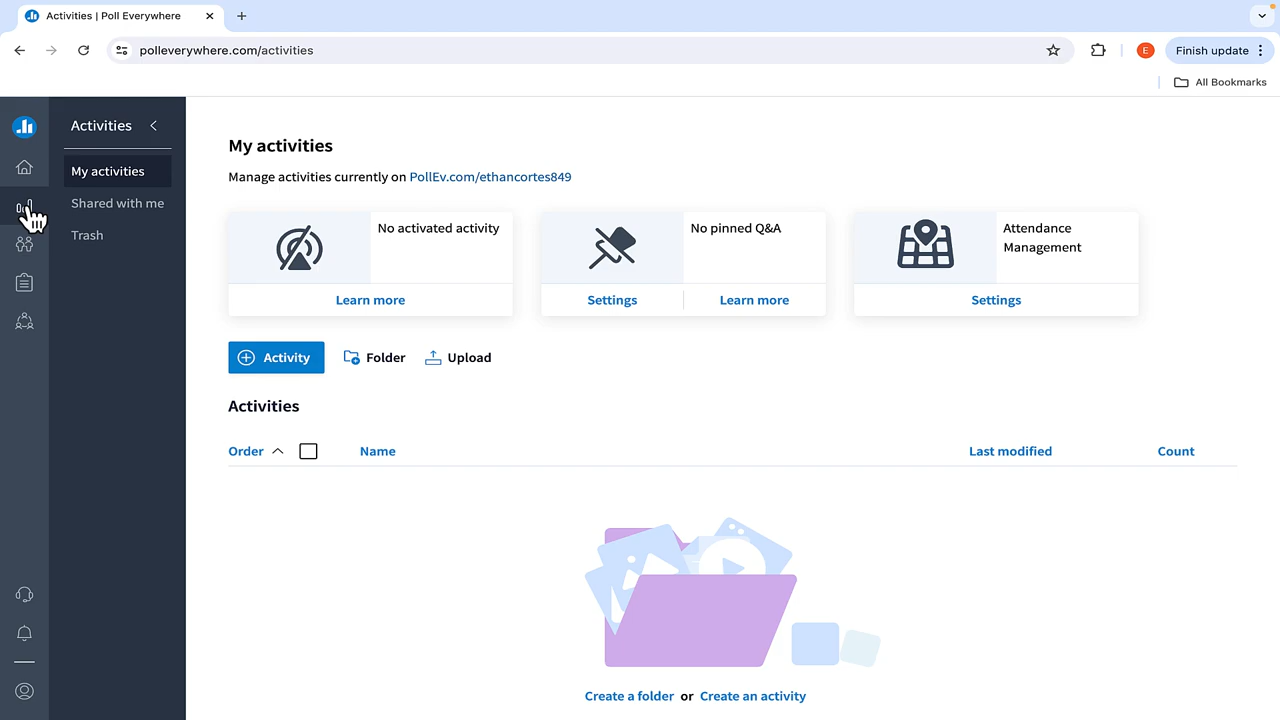 Activities | Poll Everywhere
polleverywhere.com/activities
E
Finish update
All Bookmarks
Activities
My activities
Shared with me
Trash
My activities
Manage activities currently on PollEv.com/ethancortes849
No activated activity
Learn more
No pinned Q&A
Settings
Learn more
Attendance
Management
Settings
Activity
Folder
Upload
Activities
Order
Name
Last modified
Count
Create a folder or Create an activity